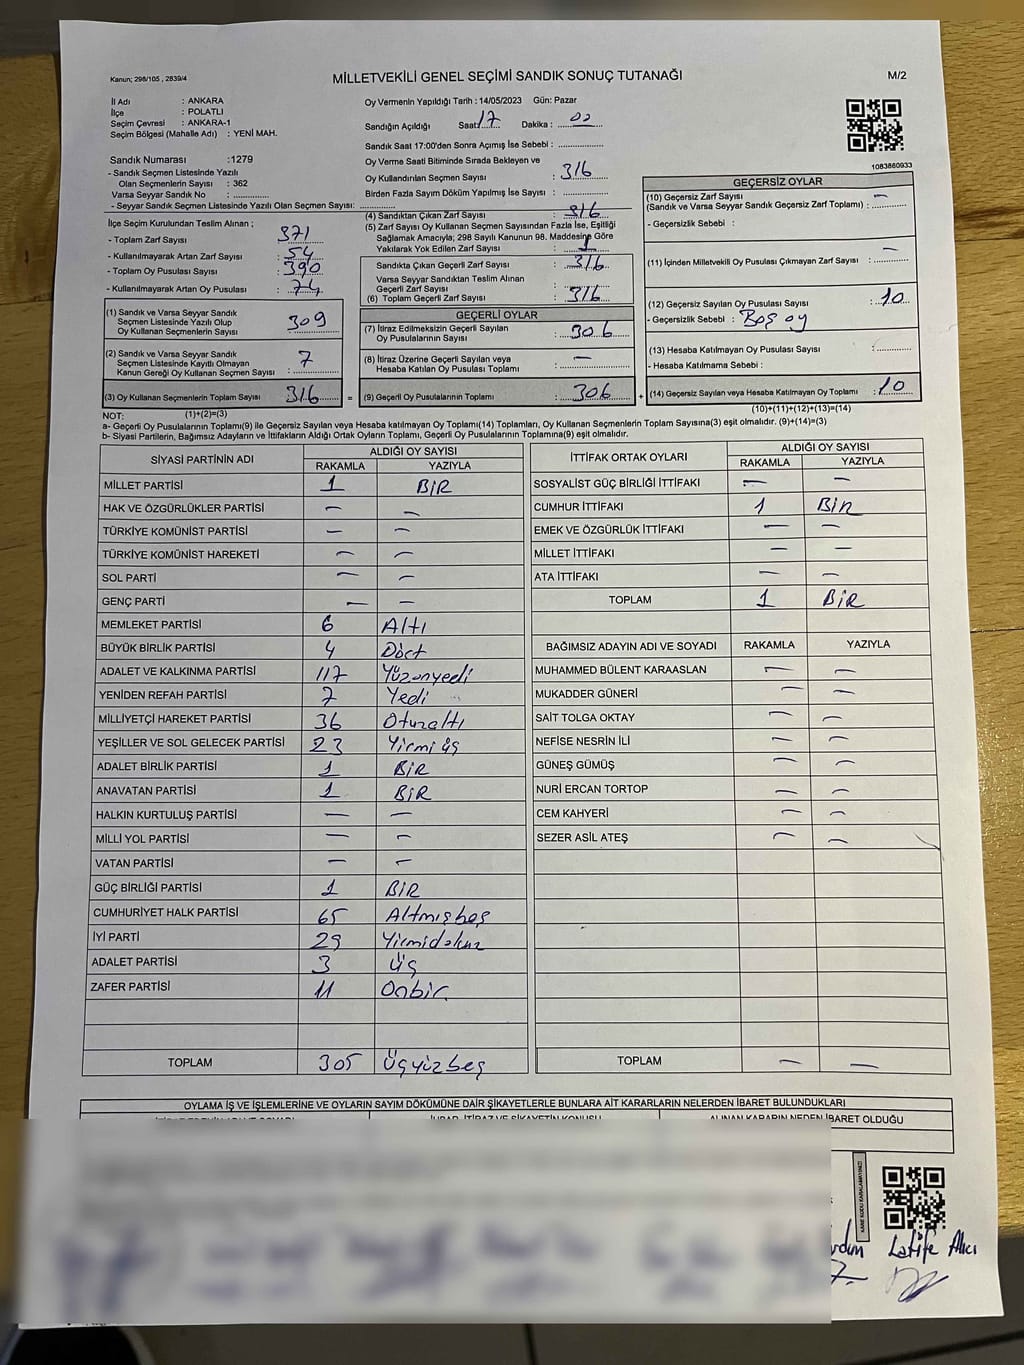 Kanun; 298/105 , 2839/4
MİLLETVEKİLİ GENEL SEÇİMİ SANDIK SONUÇ TUTANAĞI
M/2
İl Adı : ANKARA
İlçe : POLATLI
Seçim Çevresi : ANKARA-1
Seçim Bölgesi (Mahalle Adı) : YENİ MAH.
Oy Vermenin Yapıldığı Tarih : 14/05/2023 Gün: Pazar
Sandığın Açıldığı Saat: 17 Dakika : 00
Sandık Saat 17:00'den Sonra Açımış İse Sebebi :
Oy Verme Saati Bitiminde Sırada Bekleyen ve
Oy Kullandırılan Seçmen Sayısı : 316
Birden Fazla Sayım Döküm Yapılmış İse Sayısı :
1083860933
Sandık Numarası :1279
- Sandık Seçmen Listesinde Yazılı
Olan Seçmenlerin Sayısı : 362
Varsa Seyyar Sandık No :
- Seyyar Sandık Seçmen Listesinde Yazılı Olan Seçmen Sayısı:
İlçe Seçim Kurulundan Teslim Alınan ;
- Toplam Zarf Sayısı : 371
- Kullanılmayarak Artan Zarf Sayısı : 54
- Toplam Oy Pusulası Sayısı : 390
- Kullanılmayarak Artan Oy Pusulası : 74
(1) Sandık ve Varsa Seyyar Sandık
Seçmen Listesinde Yazılı Olup
Oy Kullanan Seçmenlerin Sayısı : 309
(2) Sandık ve Varsa Seyyar Sandık
Seçmen Listesinde Kayıtlı Olmayan
Kanun Gereği Oy Kullanan Seçmen Sayısı : 7
(3) Oy Kullanan Seçmenlerin Toplam Sayısı : 316 =
(4) Sandıktan Çıkan Zarf Sayısı : 316
(5) Zarf Sayısı Oy Kullanan Seçmen Sayısından Fazla İse, Eşitliği
Sağlamak Amacıyla; 298 Sayılı Kanunun 98. Maddesine Göre
Yakılarak Yok Edilen Zarf Sayısı : 1
Sandıkta Çıkan Geçerli Zarf Sayısı : 316
Varsa Seyyar Sandıktan Teslim Alınan
Geçerli Zarf Sayısı :
(6) Toplam Geçerli Zarf Sayısı : 316
GEÇERLİ OYLAR
(7) İtiraz Edilmeksizin Geçerli Sayılan
Oy Pusulalarının Sayısı : 306
(8) İtiraz Üzerine Geçerli Sayılan veya
Hesaba Katılan Oy Pusulası Toplamı : —
(9) Geçerli Oy Pusulalarının Toplamı : 306 +
GEÇERSİZ OYLAR
(10) Geçersiz Zarf Sayısı
(Sandık ve Varsa Seyyar Sandık Geçersiz Zarf Toplamı) : —
- Geçersizlik Sebebi :
(11) İçinden Milletvekili Oy Pusulası Çıkmayan Zarf Sayısı: —
(12) Geçersiz Sayılan Oy Pusulası Sayısı : 10
- Geçersizlik Sebebi : Boş oy
(13) Hesaba Katılmayan Oy Pusulası Sayısı :
- Hesaba Katılmama Sebebi :
(14) Geçersiz Sayılan veya Hesaba Katılmayan Oy Toplamı : 10
NOT: (1)+(2)=(3)
(10)+(11)+(12)+(13)=(14)
a- Geçerli Oy Pusulalarının Toplamı(9) ile Geçersiz Sayılan veya Hesaba katılmayan Oy Toplamı(14) Toplamları, Oy Kullanan Seçmenlerin Toplam Sayısına(3) eşit olmalıdır. (9)+(14)=(3)
b- Siyasi Partilerin, Bağımsız Adayların ve İttifakların Aldığı Ortak Oyların Toplamı, Geçerli Oy Pusulalarının Toplamına(9) eşit olmalıdır.
SİYASİ PARTİNİN ADI ALDIĞI OY SAYISI
RAKAMLA YAZIYLA
MİLLET PARTİSİ 1 BİR
HAK VE ÖZGÜRLÜKLER PARTİSİ — —
TÜRKİYE KOMÜNİST PARTİSİ — —
TÜRKİYE KOMÜNİST HAREKETİ — —
SOL PARTİ — —
GENÇ PARTİ — —
MEMLEKET PARTİSİ 6 Altı
BÜYÜK BİRLİK PARTİSİ 4 Dört
ADALET VE KALKINMA PARTİSİ 117 Yüzonyedi
YENİDEN REFAH PARTİSİ 7 Yedi
MİLLİYETÇİ HAREKET PARTİSİ 36 Otuzaltı
YEŞİLLER VE SOL GELECEK PARTİSİ 23 Yirmi üç
ADALET BİRLİK PARTİSİ 1 BİR
ANAVATAN PARTİSİ 1 BİR
HALKIN KURTULUŞ PARTİSİ — —
MİLLİ YOL PARTİSİ — —
VATAN PARTİSİ — —
GÜÇ BİRLİĞİ PARTİSİ 1 BİR
CUMHURİYET HALK PARTİSİ 65 Altmışbeş
İYİ PARTİ 29 Yirmidokuz
ADALET PARTİSİ 3 üç
ZAFER PARTİSİ 11 Onbir
TOPLAM 305 Üçyüzbeş
İTTİFAK ORTAK OYLARI ALDIĞI OY SAYISI
RAKAMLA YAZIYLA
SOSYALİST GÜÇ BİRLİĞİ İTTİFAKI — —
CUMHUR İTTİFAKI 1 Bir
EMEK VE ÖZGÜRLÜK İTTİFAKI — —
MİLLET İTTİFAKI — —
ATA İTTİFAKI — —
TOPLAM 1 BİR
BAĞIMSIZ ADAYIN ADI VE SOYADI RAKAMLA YAZIYLA
MUHAMMED BÜLENT KARAASLAN — —
MUKADDER GÜNERİ — —
SAİT TOLGA OKTAY — —
NEFİSE NESRİN İLİ — —
GÜNEŞ GÜMÜŞ — —
NURİ ERCAN TORTOP — —
CEM KAHYERİ — —
SEZER ASİL ATEŞ — —
TOPLAM — —
OYLAMA İŞ VE İŞLEMLERİNE VE OYLARIN SAYIM DÖKÜMÜNE DAİR ŞİKAYETLERLE BUNLARA AİT KARARLARIN NELERDEN İBARET BULUNDUKLARI
ALINAN KARARIN NEDEN İBARET OLDUĞU
KARE KODU KARALAMAYINIZ!
Latife Alıcı